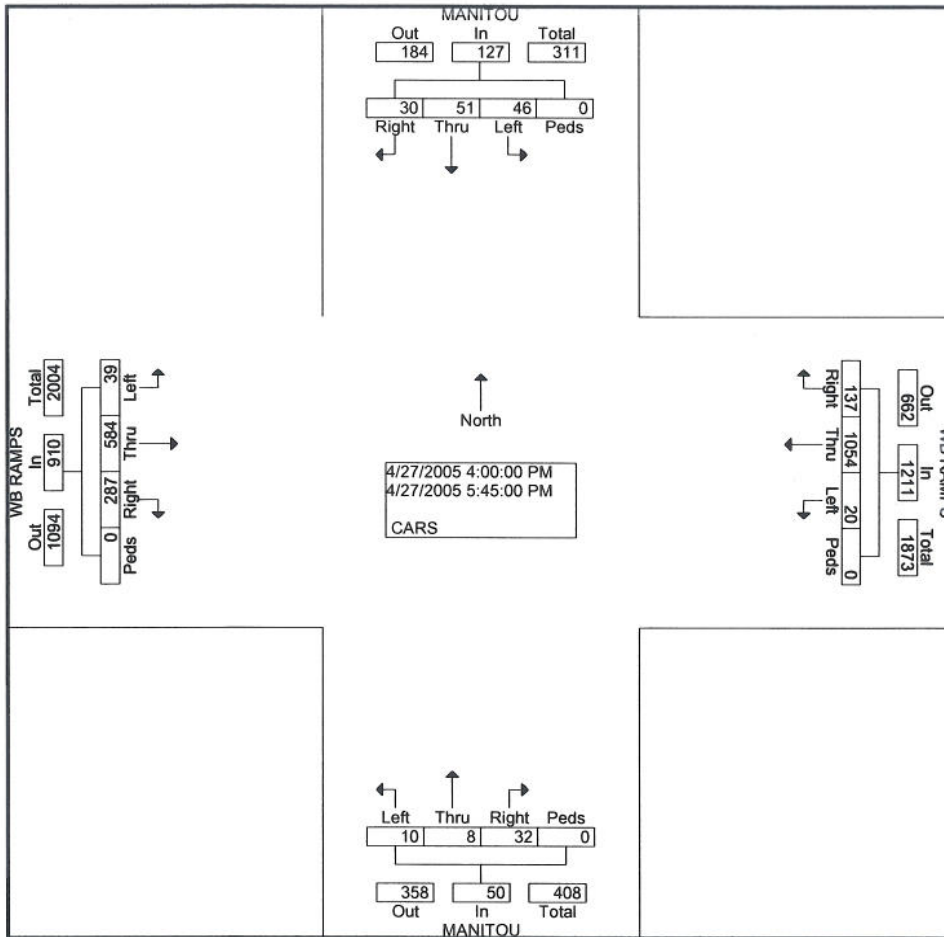 MANITOU
Out In Total
184 127 311
30 51 46 0
Right Thru Left Peds
North
4/27/2005 4:00:00 PM
4/27/2005 5:45:00 PM
CARS
WB RAMPS
Out In Total
1094 910 2004
39 584 287 0
Left Thru Right Peds
Out In Total
662 1211 1873
137 1054 20 0
Right Thru Left Peds
Left Thru Right Peds
10 8 32 0
358 50 408
Out In Total
MANITOU